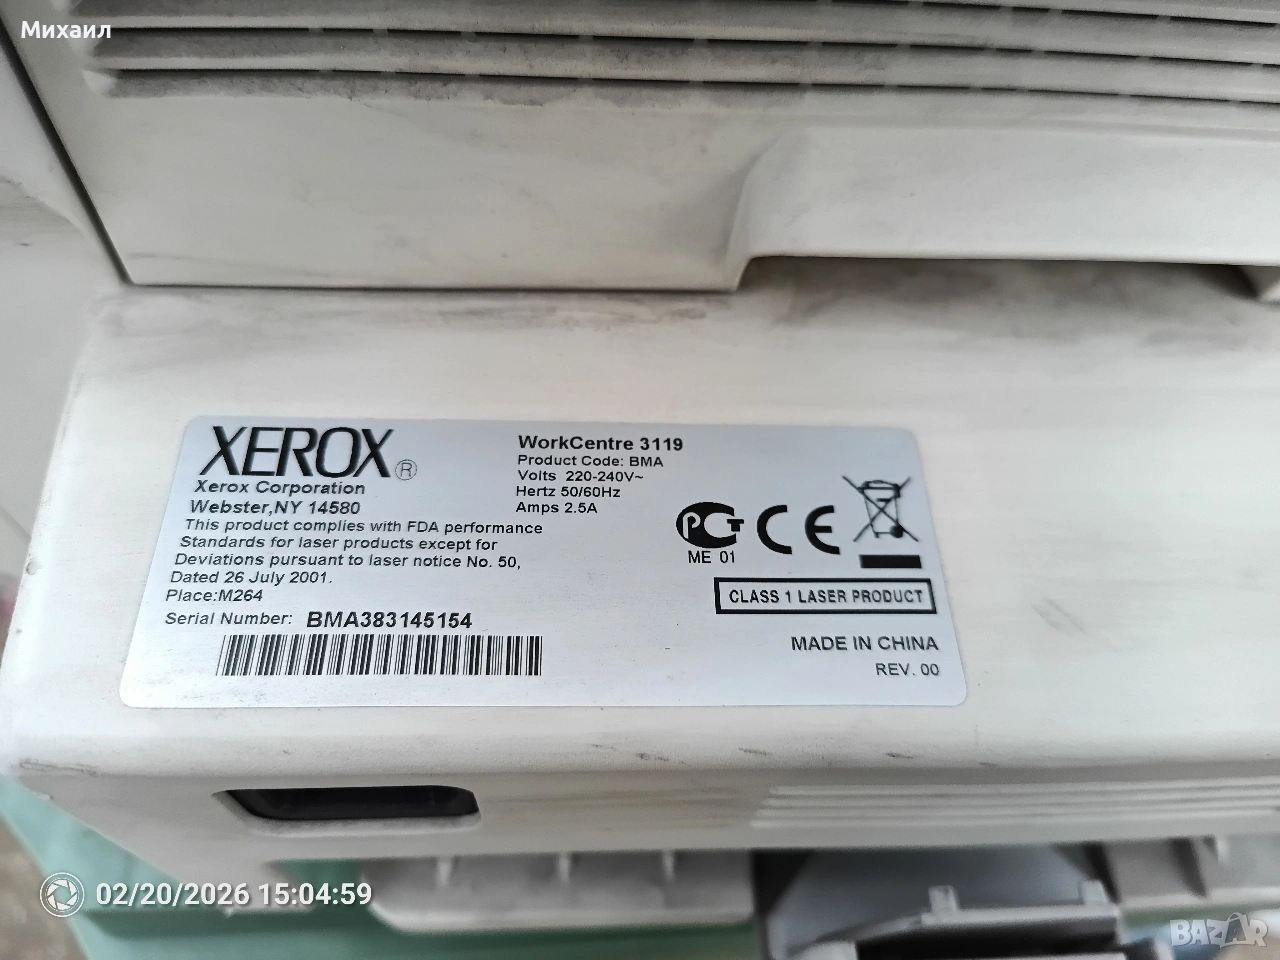 Михаил
XEROX®
Xerox Corporation
Webster,NY 14580
This product complies with FDA performance
Standards for laser products except for
Deviations pursuant to laser notice No. 50,
Dated 26 July 2001.
Place:M264
Serial Number: BMA383145154
WorkCentre 3119
Product Code: BMA
Volts 220-240V~
Hertz 50/60Hz
Amps 2.5A
РСТ
ME 01
CE
CLASS 1 LASER PRODUCT
MADE IN CHINA
REV. 00
02/20/2026 15:04:59
BAZAR